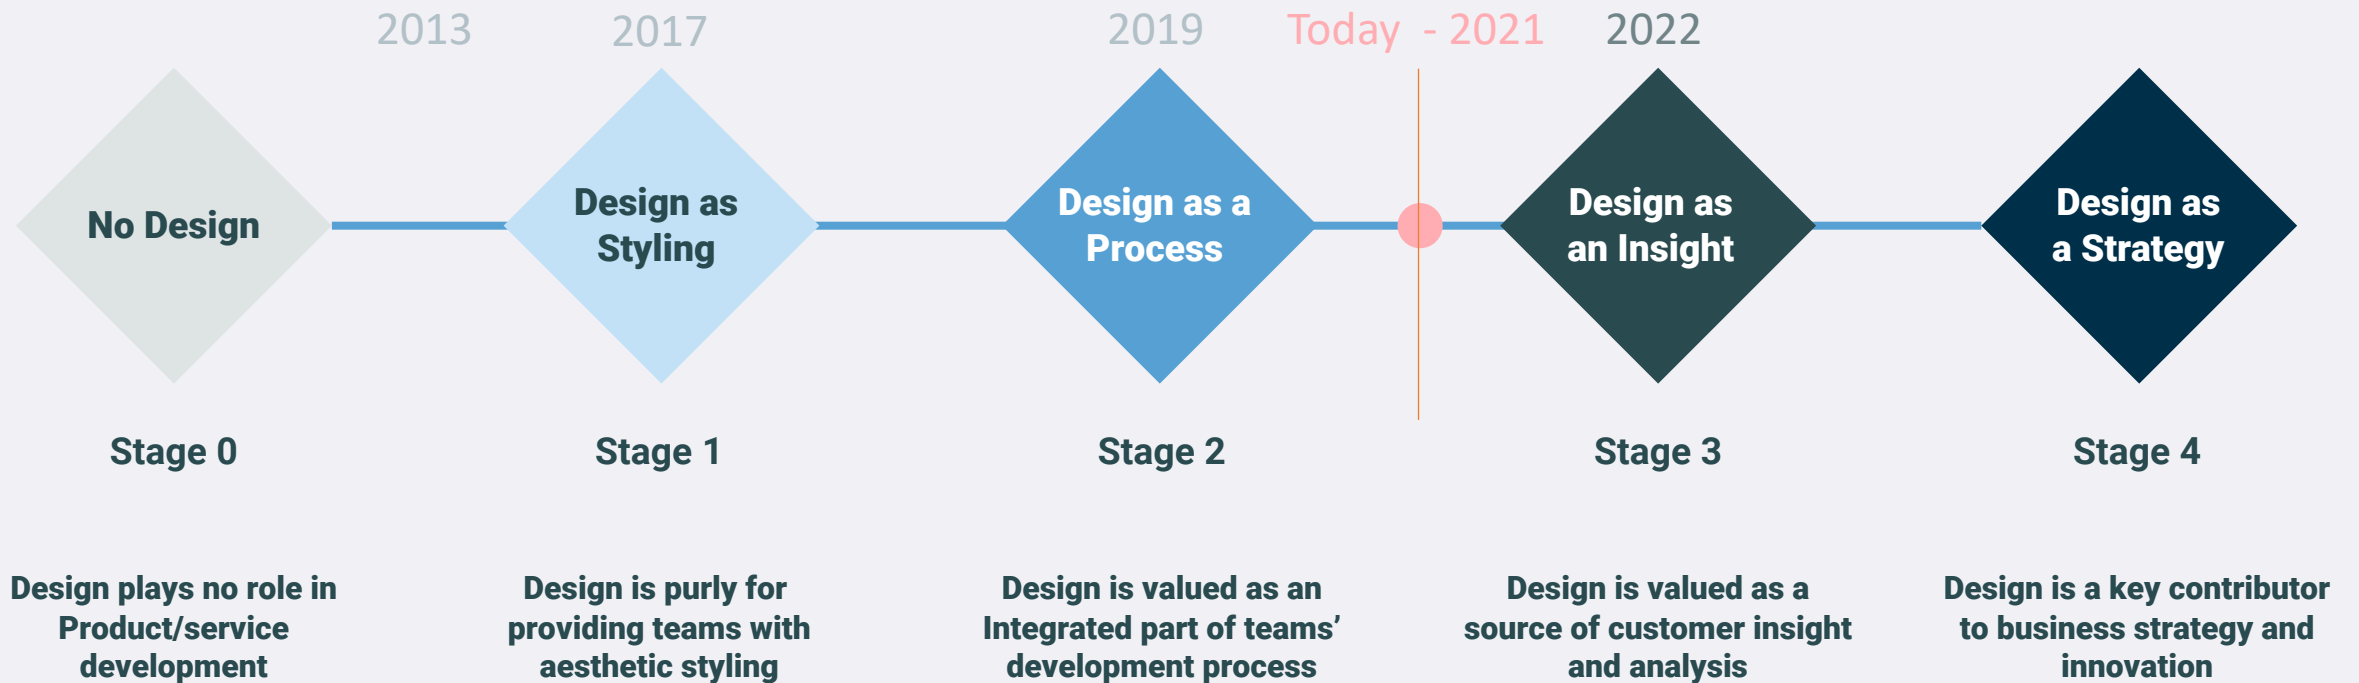 2013
2017
2019
Today - 2021
2022
No Design
Design as
Styling
Design as a
Process
Design as
an Insight
Design as
a Strategy
Stage 0
Stage 1
Stage 2
Stage 3
Stage 4
Design plays no role in
Product/service
development
Design is purly for
providing teams with
aesthetic styling
Design is valued as an
Integrated part of teams’
development process
Design is valued as a
source of customer insight
and analysis
Design is a key contributor
to business strategy and
innovation